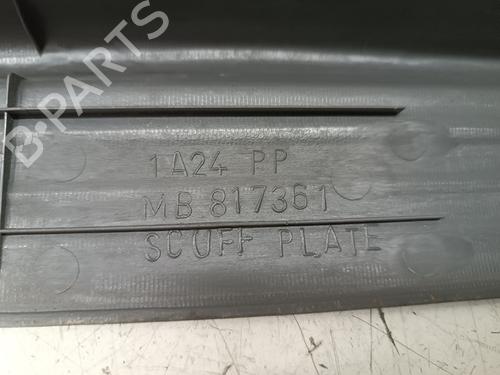 B-PARTS
1A24 PP
MB 817361
SCUFF PLATE